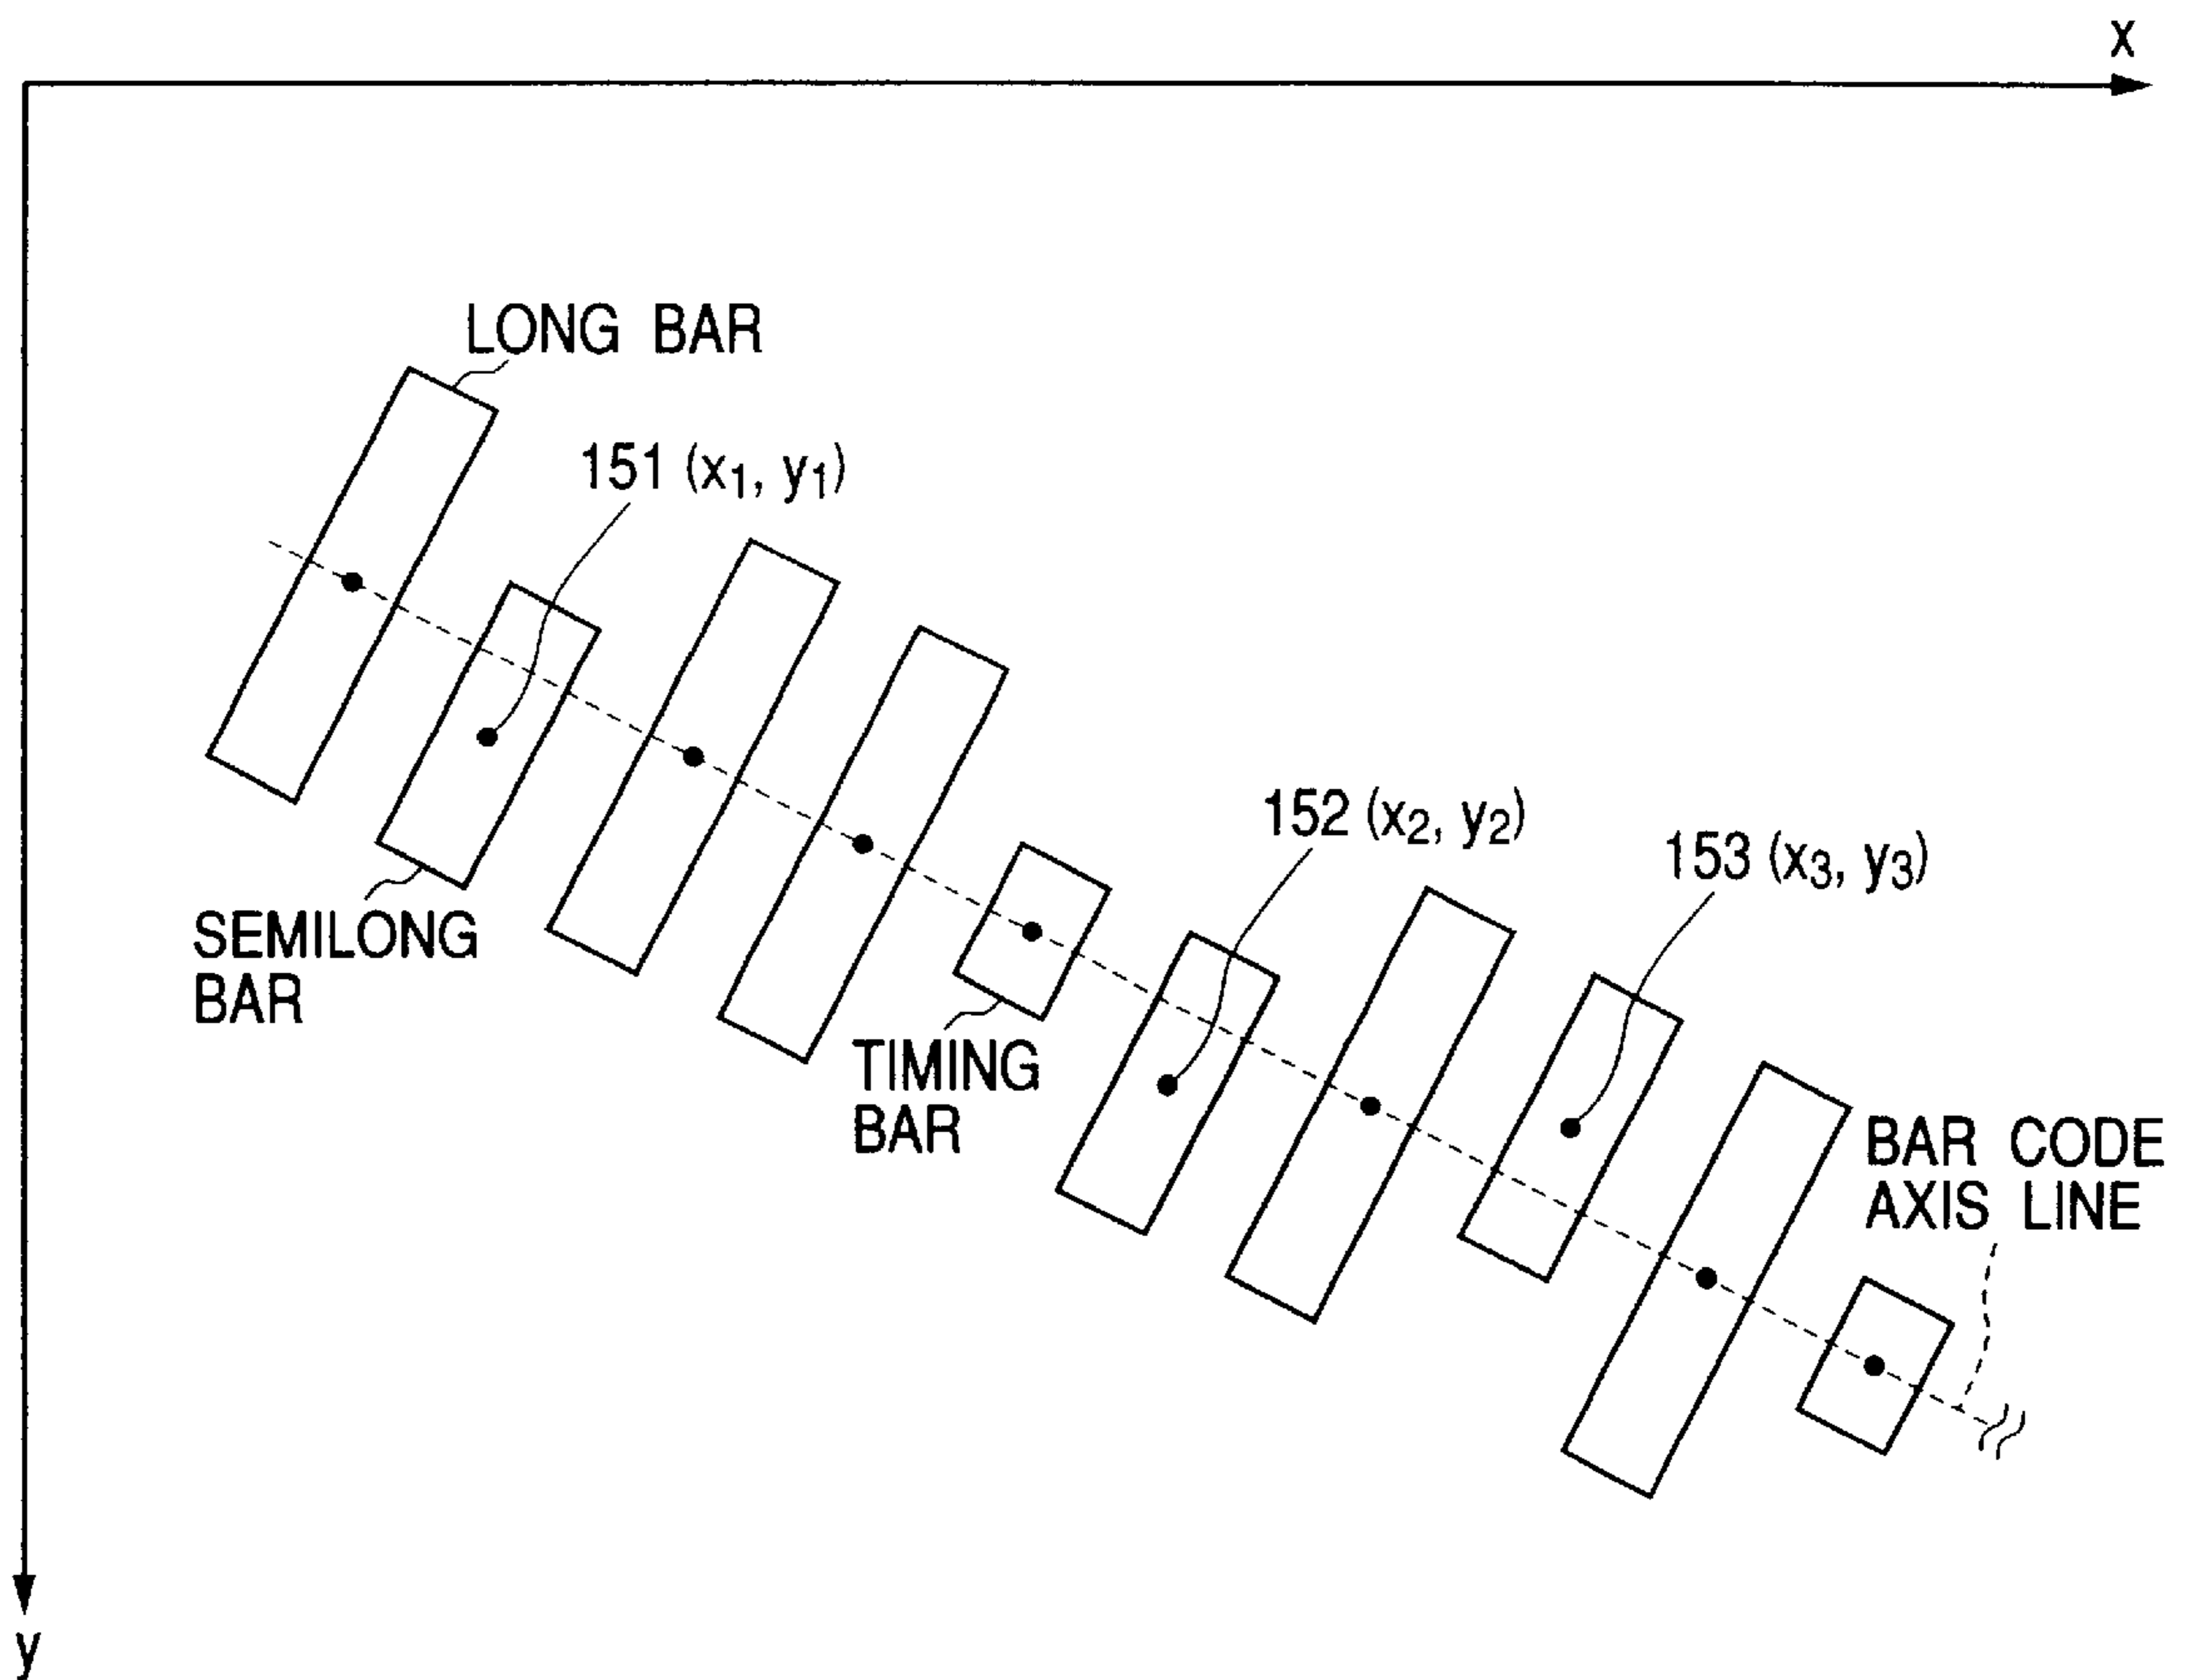 X
LONG BAR
151 (x1, y1)
SEMILONG
BAR
152 (x2, y2)
153 (x3, y3)
TIMING
BAR
BAR CODE
AXIS LINE
y